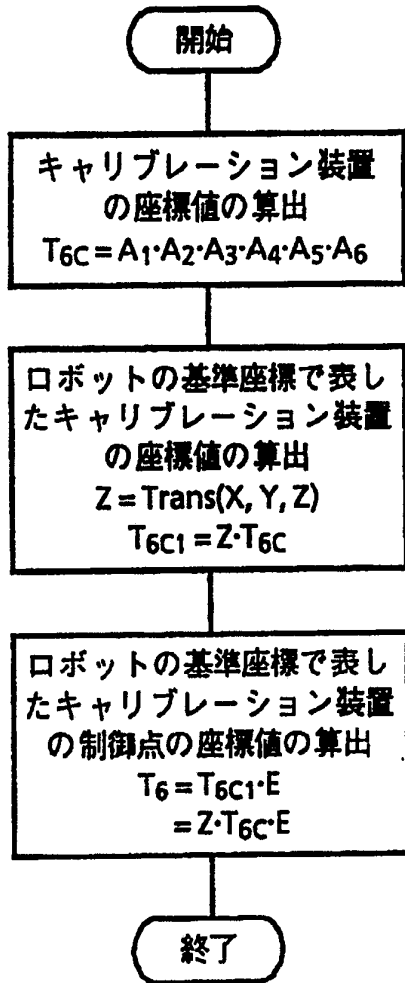 開始
キャリブレーション装置
の座標値の算出
T6C = A1·A2·A3·A4·A5·A6
ロボットの基準座標で表し
たキャリブレーション装置
の座標値の算出
Z = Trans(X, Y, Z)
T6C1 = Z·T6C
ロボットの基準座標で表し
たキャリブレーション装置
の制御点の座標値の算出
T6 = T6C1·E
= Z·T6C·E
終了